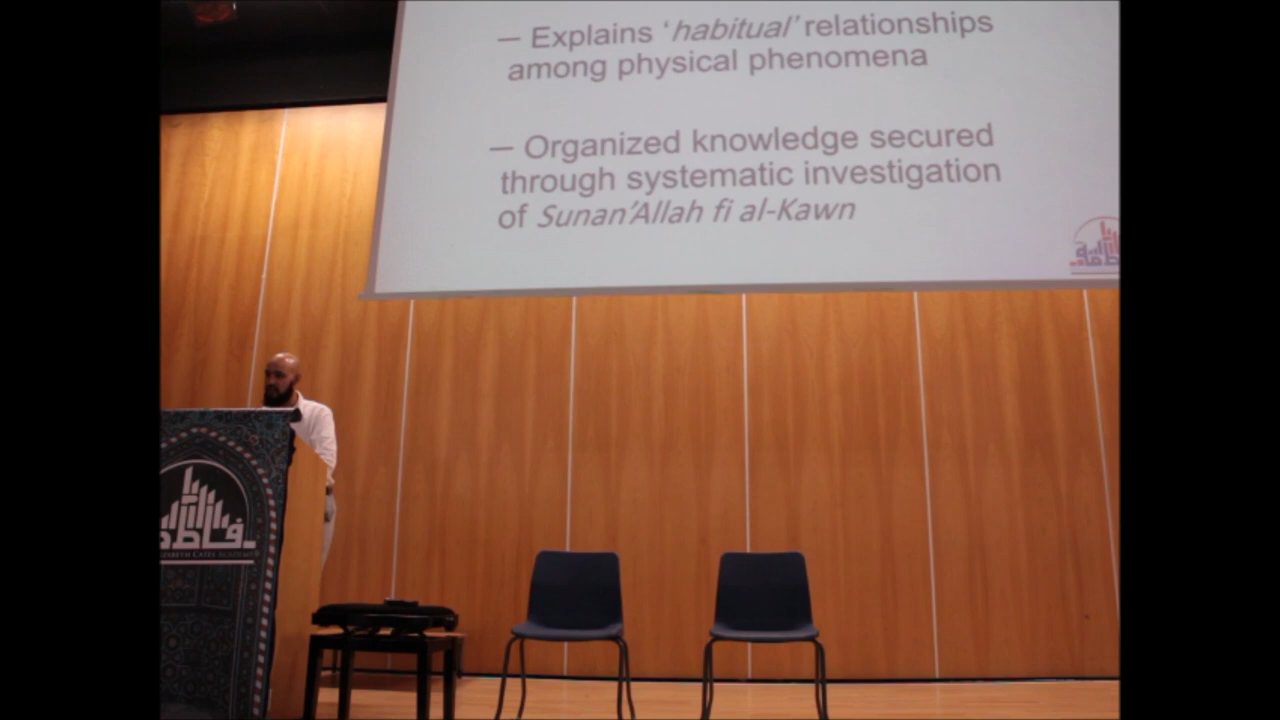 – Explains ‘habitual’ relationships
among physical phenomena
– Organized knowledge secured
through systematic investigation
of Sunan’Allah fi al-Kawn